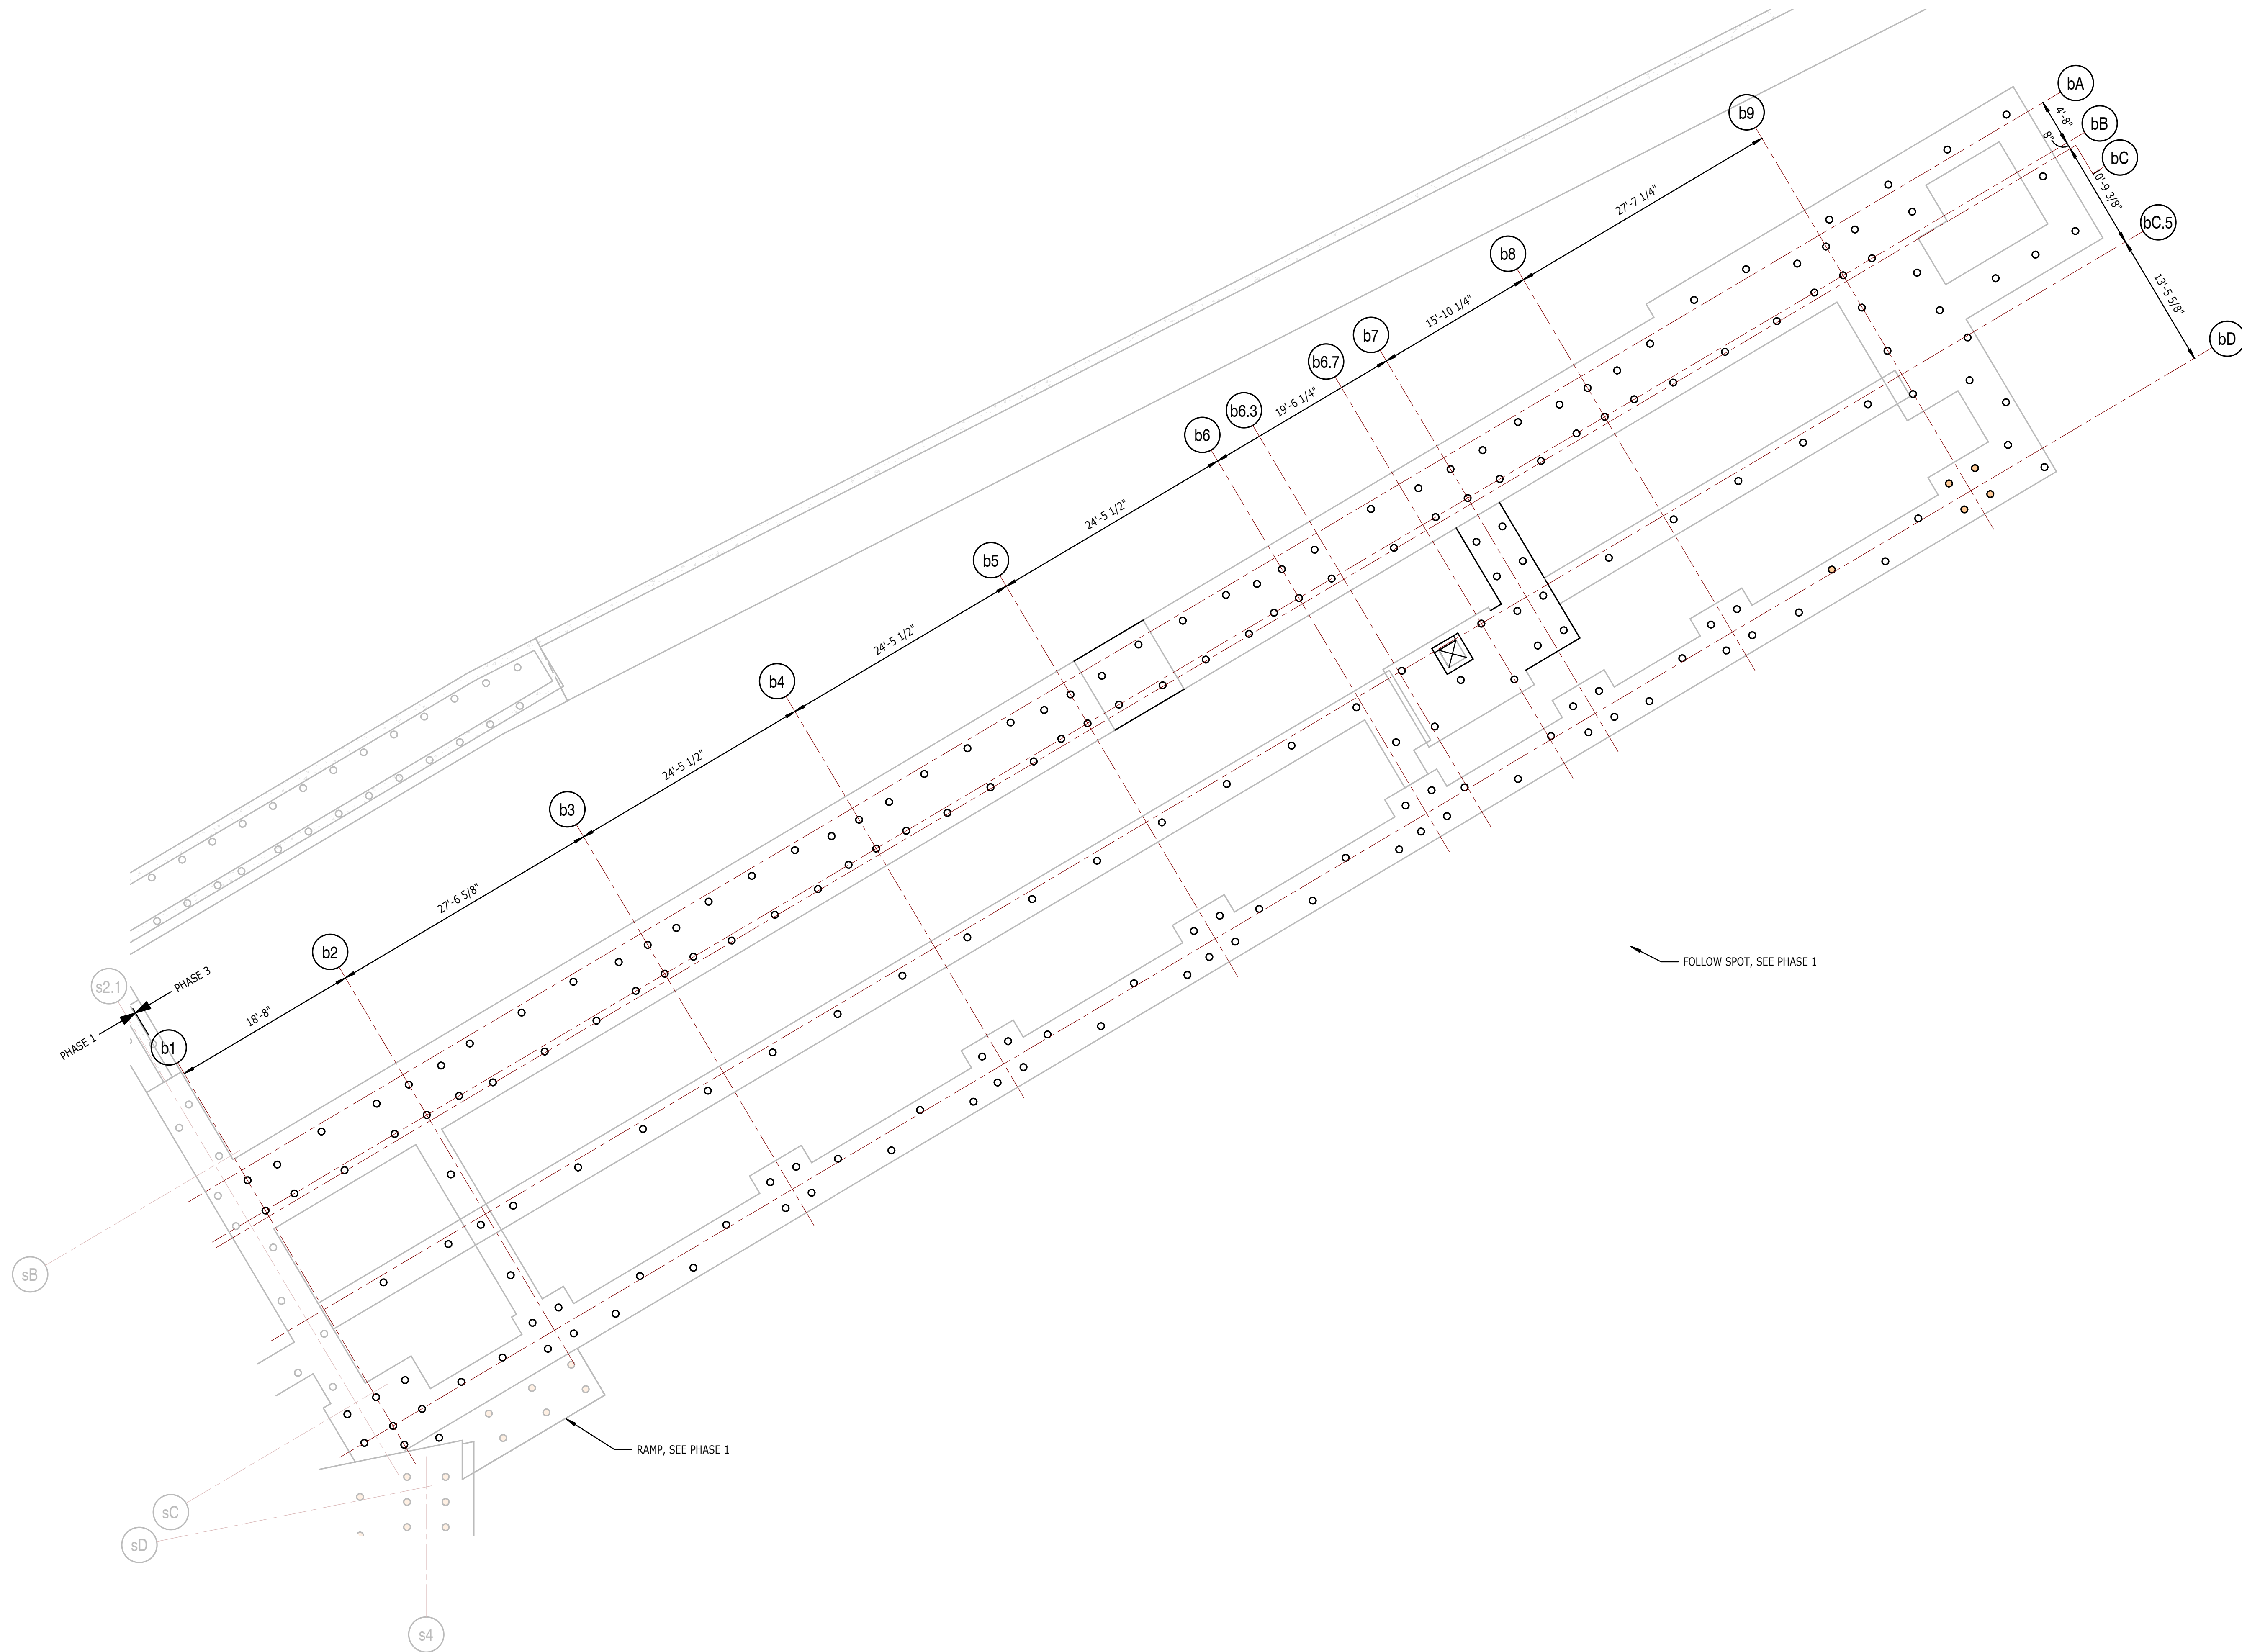 bA
4'-8"
bB
8"
bC
10'-9 3/8"
bC.5
13'-5 5/8"
bD
b9
27'-7 1/4"
b8
15'-10 1/4"
b7
b6.7
19'-6 1/4"
b6.3
b6
24'-5 1/2"
b5
24'-5 1/2"
b4
24'-5 1/2"
b3
27'-6 5/8"
b2
18'-8"
b1
s2.1
PHASE 3
PHASE 1
FOLLOW SPOT, SEE PHASE 1
sB
RAMP, SEE PHASE 1
sC
sD
s4